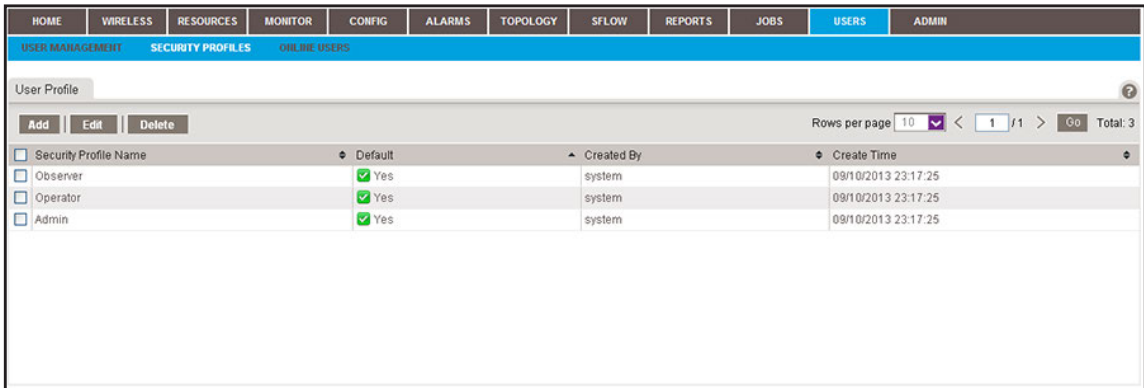 HOME WIRELESS RESOURCES MONITOR CONFIG ALARMS TOPOLOGY SFLOW REPORTS JOBS USERS ADMIN
USER MANAGEMENT SECURITY PROFILES ONLINE USERS
User Profile ?
Add Edit Delete Rows per page 10 < 1 /1 > Go Total: 3
Security Profile Name Default Created By Create Time
Observer Yes system 09/10/2013 23:17:25
Operator Yes system 09/10/2013 23:17:25
Admin Yes system 09/10/2013 23:17:25